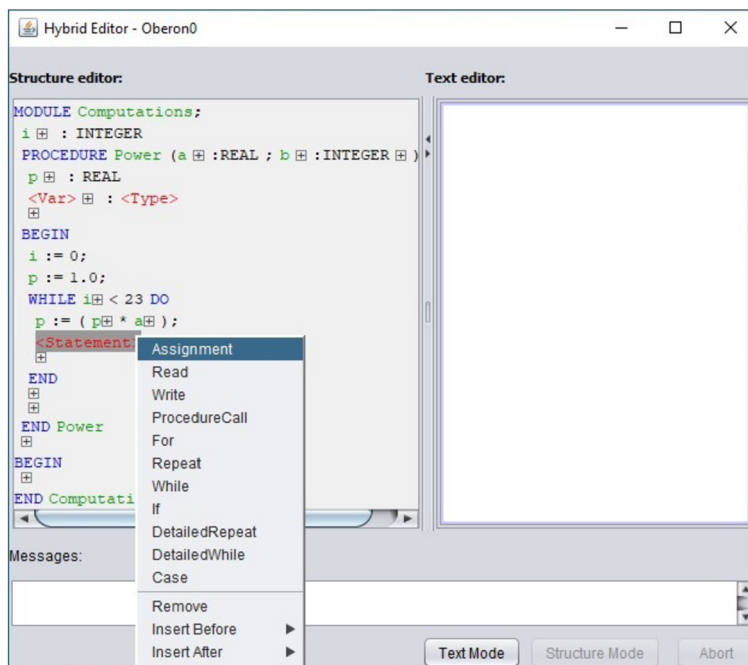 Hybrid Editor - Oberon0
Structure editor:
Text editor:
MODULE Computations;
i : INTEGER
PROCEDURE Power (a :REAL ; b :INTEGER )
p : REAL
<Var> : <Type>
BEGIN
i := 0;
p := 1.0;
WHILE i < 23 DO
p := ( p * a );
<Statement
END
END Power
BEGIN
END Computati
Assignment
Read
Write
ProcedureCall
For
Repeat
While
If
DetailedRepeat
DetailedWhile
Case
Remove
Insert Before
Insert After
Messages:
Text Mode
Structure Mode
Abort